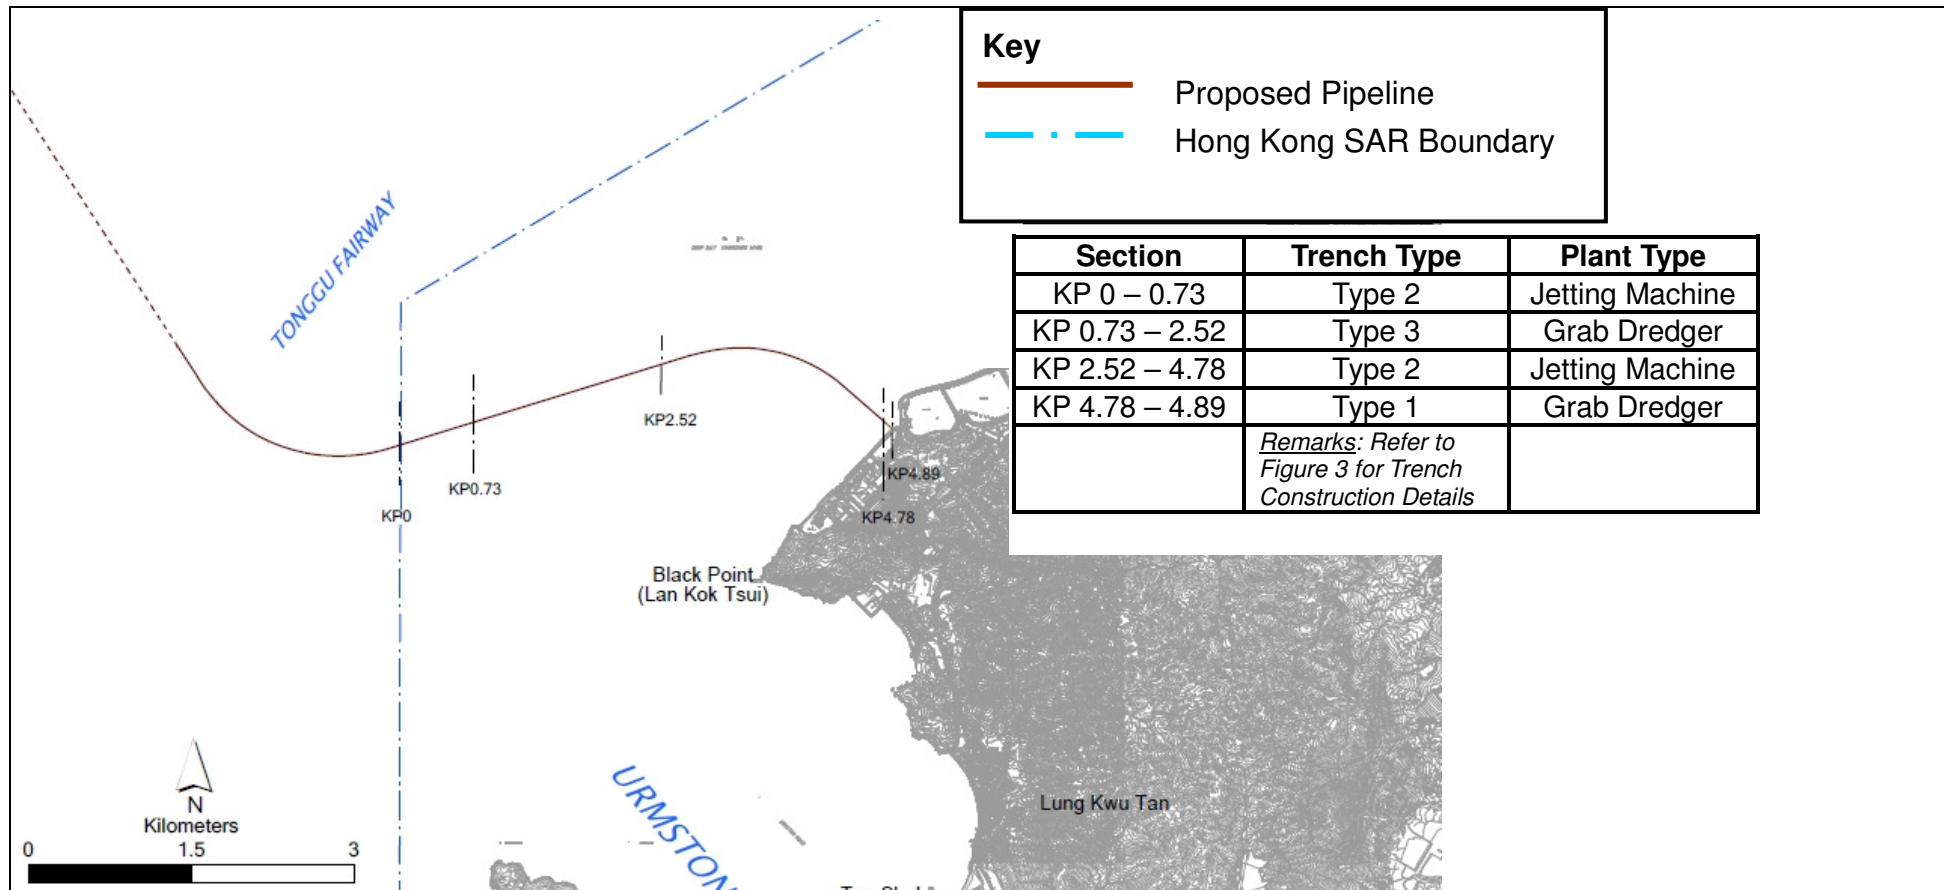 Key
Proposed Pipeline
Hong Kong SAR Boundary
TONGGU FAIRWAY
Section Trench Type Plant Type
KP 0 – 0.73 Type 2 Jetting Machine
KP 0.73 – 2.52 Type 3 Grab Dredger
KP 2.52 – 4.78 Type 2 Jetting Machine
KP 4.78 – 4.89 Type 1 Grab Dredger
Remarks: Refer to
Figure 3 for Trench
Construction Details
KP2.52
KP4.89
KP0.73
KP0
KP4.78
Black Point
(Lan Kok Tsui)
URMSTON
Lung Kwu Tan
N
Kilometers
0 1.5 3